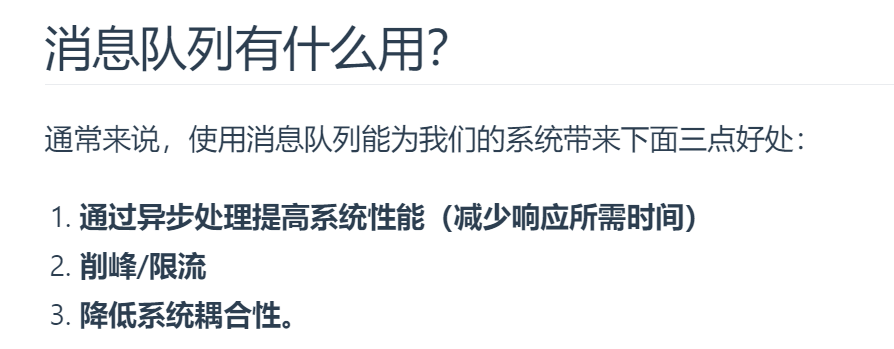 消息队列有什么用？
通常来说，使用消息队列能为我们的系统带来下面三点好处：
1. 通过异步处理提高系统性能（减少响应所需时间）
2. 削峰/限流
3. 降低系统耦合性。